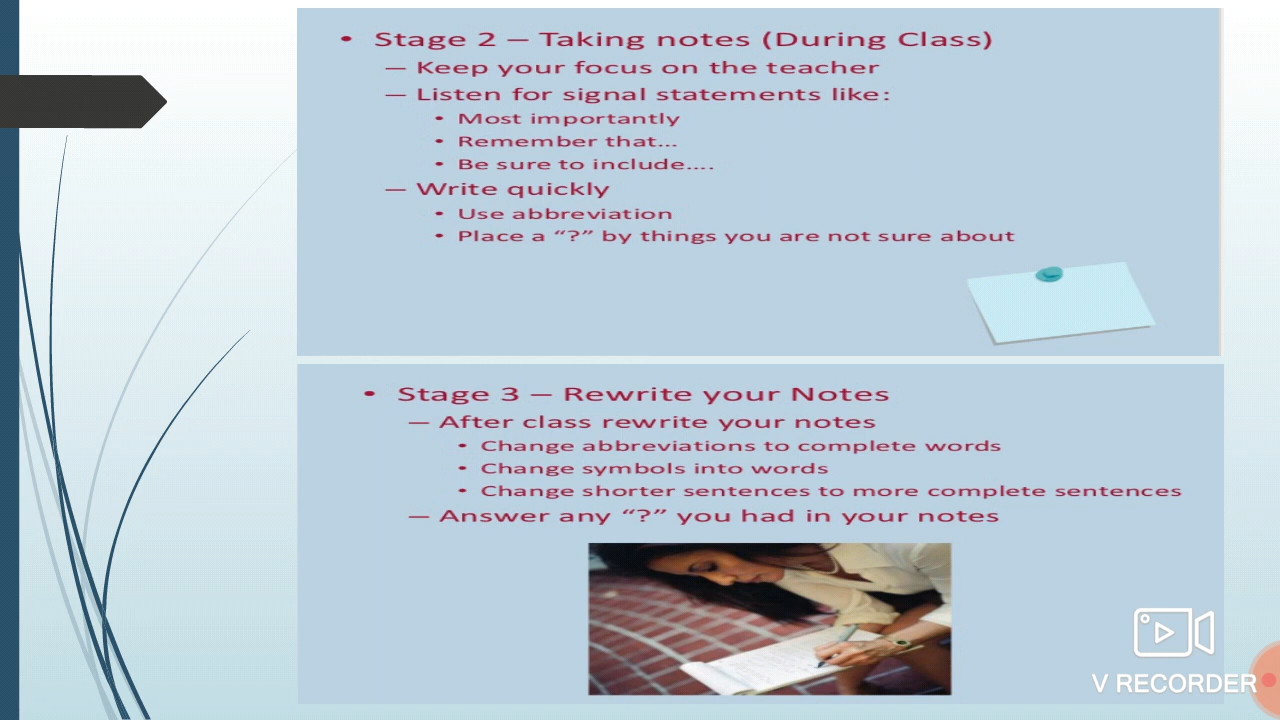 • Stage 2 – Taking notes (During Class)
– Keep your focus on the teacher
– Listen for signal statements like:
• Most importantly
• Remember that...
• Be sure to include....
– Write quickly
• Use abbreviation
• Place a “?” by things you are not sure about
• Stage 3 – Rewrite your Notes
– After class rewrite your notes
• Change abbreviations to complete words
• Change symbols into words
• Change shorter sentences to more complete sentences
– Answer any “?” you had in your notes
V RECORDER